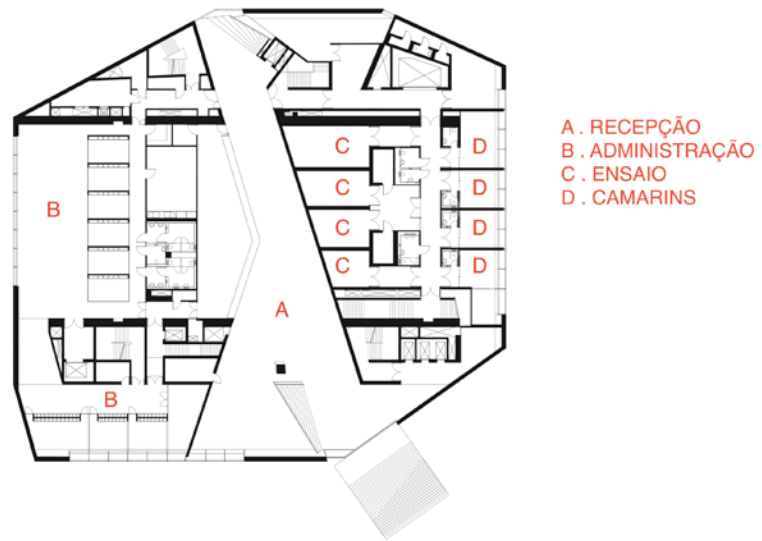 C
D
C
D
B
C
D
C
D
A
B
A . RECEPÇÃO
B . ADMINISTRAÇÃO
C . ENSAIO
D . CAMARINS